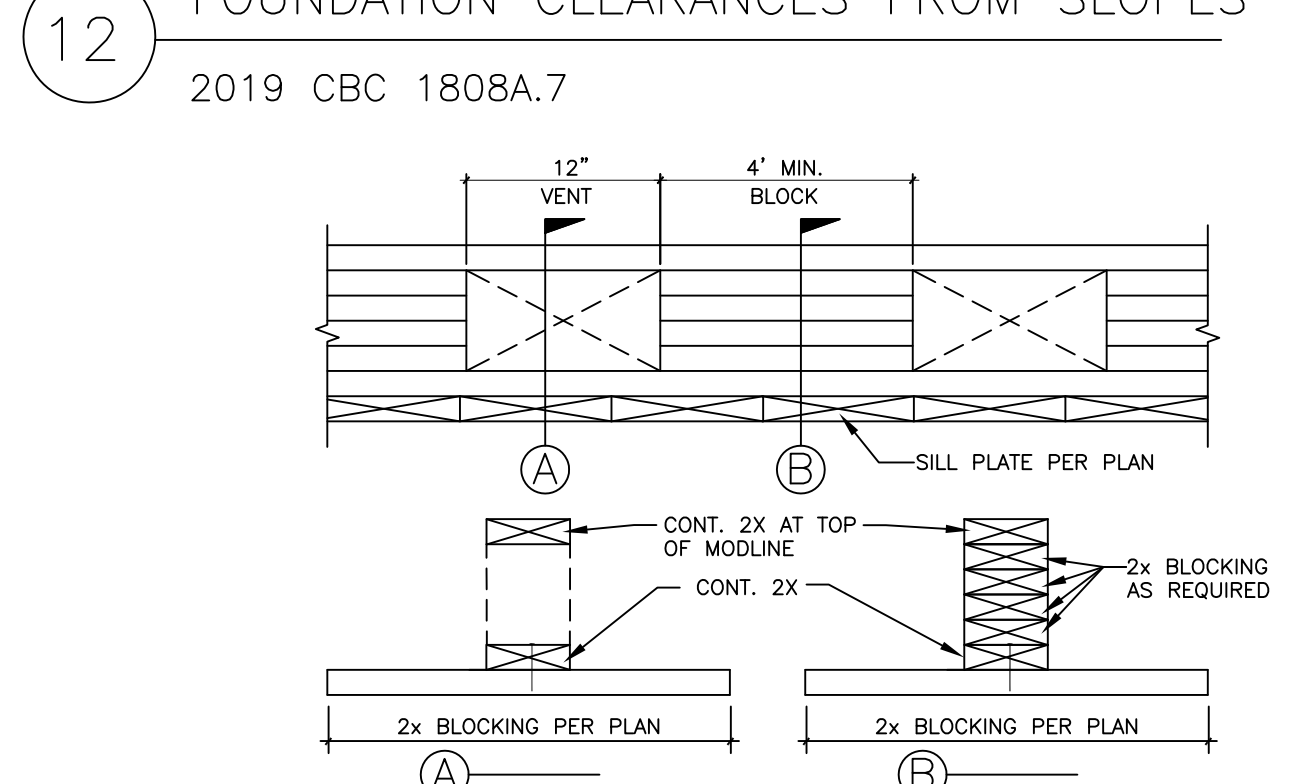 12
FOUNDATION CLEARANCES FROM SLOPES
2019 CBC 1808A.7
12" 4' MIN.
VENT BLOCK
A B
SILL PLATE PER PLAN
CONT. 2X AT TOP
OF MODLINE
CONT. 2X
2x BLOCKING
AS REQUIRED
2x BLOCKING PER PLAN 2x BLOCKING PER PLAN
A B